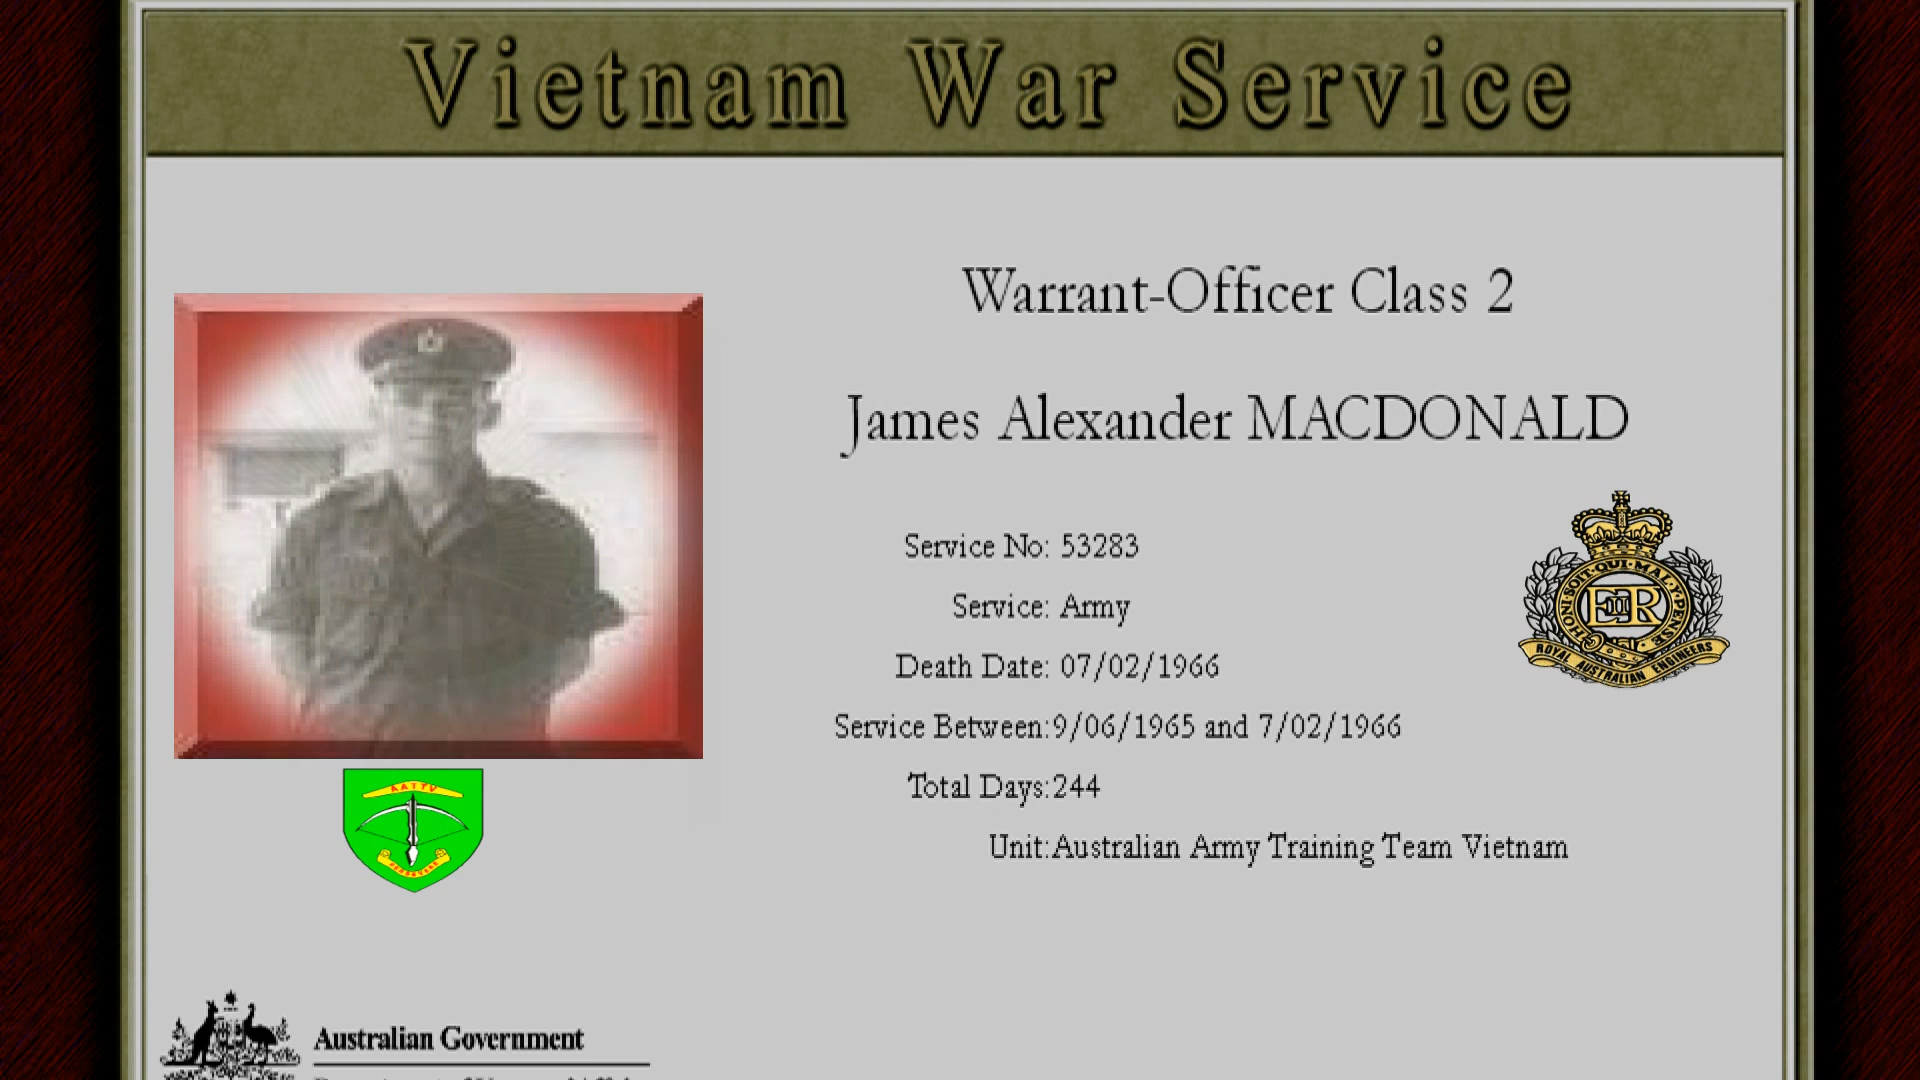 Vietnam War Service
Warrant-Officer Class 2
James Alexander MACDONALD
Service No: 53283
Service: Army
Death Date: 07/02/1966
Service Between:9/06/1965 and 7/02/1966
Total Days:244
Unit:Australian Army Training Team Vietnam
HONI·SOIT·QUI·MAL·Y·PENSE
EIIR
ROYAL AUSTRALIAN ENGINEERS
AATTV
Australian Government